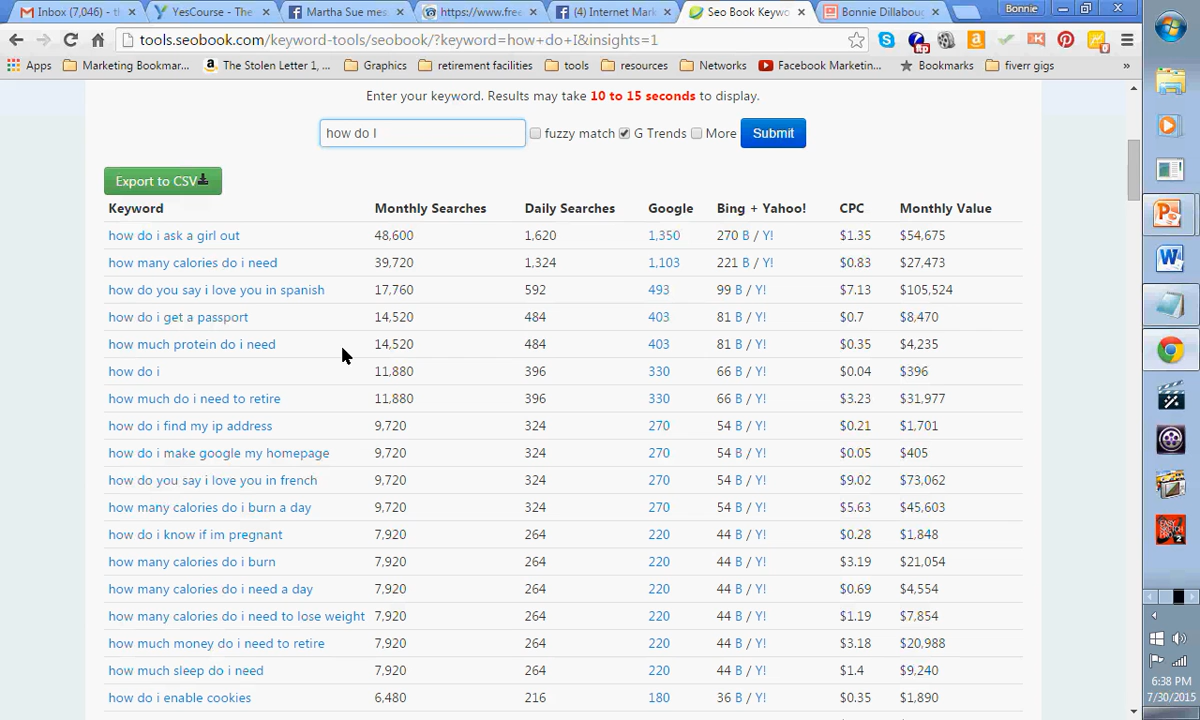 Inbox (7,046) - th
YesCourse - The
Martha Sue mes
https://www.free
(4) Internet Mark
Seo Book Keywo
Bonnie Dillaboug
Bonnie
tools.seobook.com/keyword-tools/seobook/?keyword=how+do+I&insights=1
Apps Marketing Bookmar... The Stolen Letter 1, ... Graphics retirement facilities tools resources Networks Facebook Marketin... Bookmarks fiverr gigs »
Enter your keyword. Results may take 10 to 15 seconds to display.
how do I fuzzy match G Trends More Submit
Export to CSV
Keyword Monthly Searches Daily Searches Google Bing + Yahoo! CPC Monthly Value
how do i ask a girl out 48,600 1,620 1,350 270 B / Y! $1.35 $54,675
how many calories do i need 39,720 1,324 1,103 221 B / Y! $0.83 $27,473
how do you say i love you in spanish 17,760 592 493 99 B / Y! $7.13 $105,524
how do i get a passport 14,520 484 403 81 B / Y! $0.7 $8,470
how much protein do i need 14,520 484 403 81 B / Y! $0.35 $4,235
how do i 11,880 396 330 66 B / Y! $0.04 $396
how much do i need to retire 11,880 396 330 66 B / Y! $3.23 $31,977
how do i find my ip address 9,720 324 270 54 B / Y! $0.21 $1,701
how do i make google my homepage 9,720 324 270 54 B / Y! $0.05 $405
how do you say i love you in french 9,720 324 270 54 B / Y! $9.02 $73,062
how many calories do i burn a day 9,720 324 270 54 B / Y! $5.63 $45,603
how do i know if im pregnant 7,920 264 220 44 B / Y! $0.28 $1,848
how many calories do i burn 7,920 264 220 44 B / Y! $3.19 $21,054
how many calories do i need a day 7,920 264 220 44 B / Y! $0.69 $4,554
how many calories do i need to lose weight 7,920 264 220 44 B / Y! $1.19 $7,854
how much money do i need to retire 7,920 264 220 44 B / Y! $3.18 $20,988
how much sleep do i need 7,920 264 220 44 B / Y! $1.4 $9,240
how do i enable cookies 6,480 216 180 36 B / Y! $0.35 $1,890
6:38 PM
7/30/2015